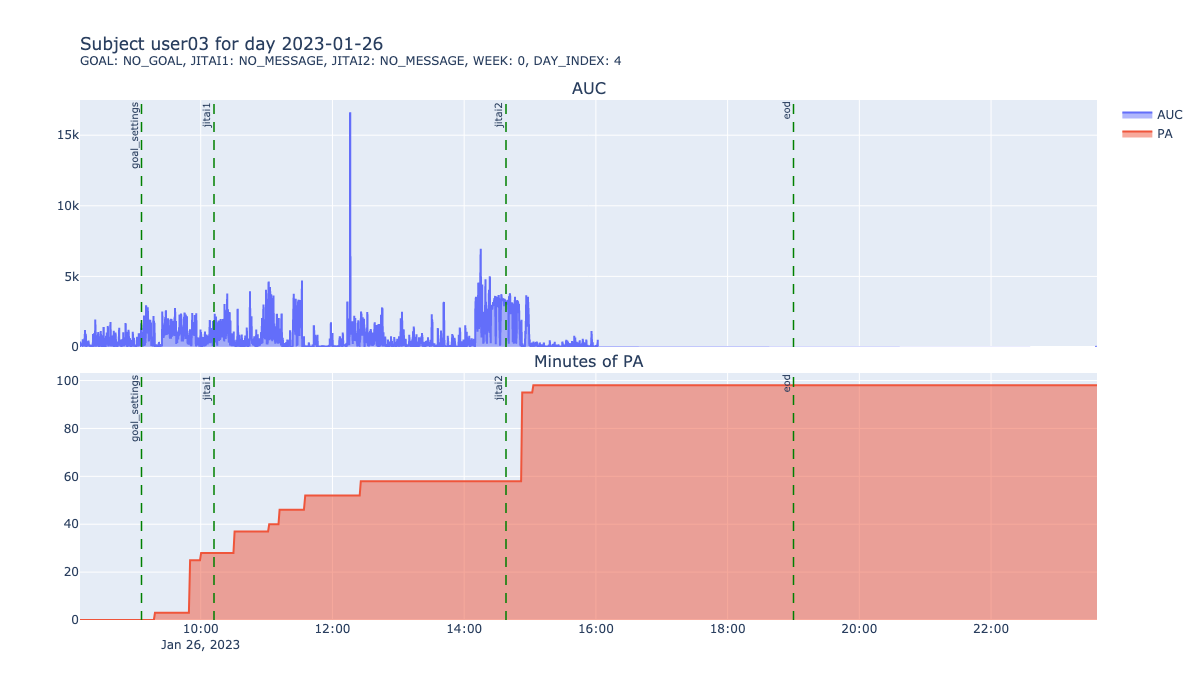 Subject user03 for day 2023-01-26
GOAL: NO_GOAL, JITAI1: NO_MESSAGE, JITAI2: NO_MESSAGE, WEEK: 0, DAY_INDEX: 4
AUC
goal_settings
jitai1
jitai2
eod
AUC
PA
15k
10k
5k
0
Minutes of PA
goal_settings
jitai1
jitai2
eod
100
80
60
40
20
0
10:00 12:00 14:00 16:00 18:00 20:00 22:00
Jan 26, 2023